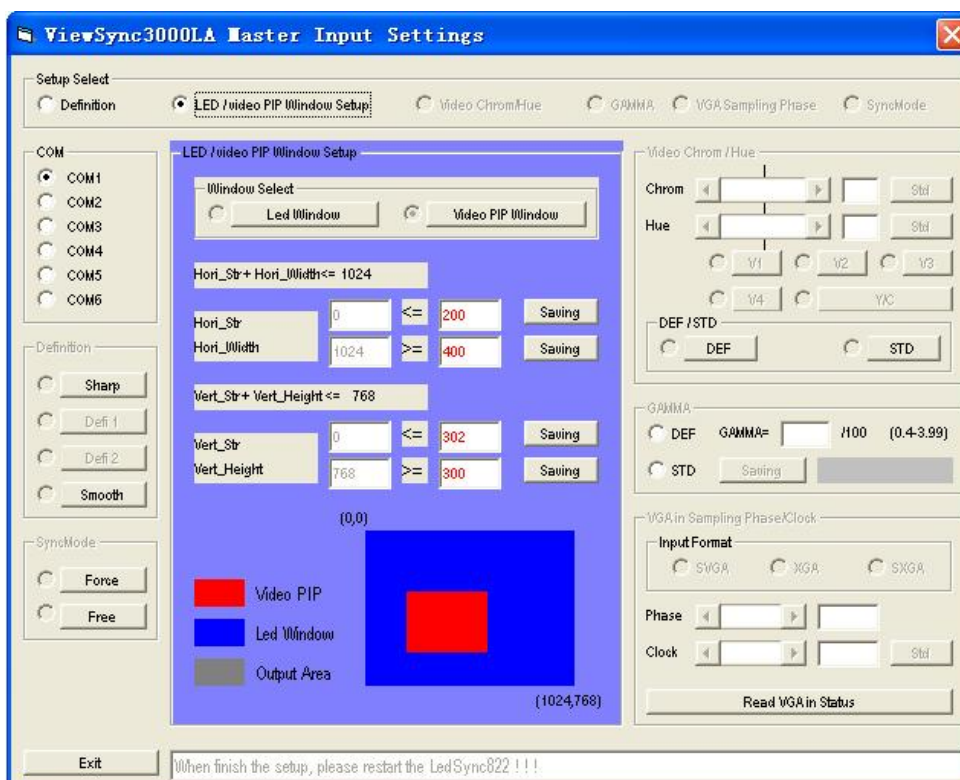 ViewSync3000LA Master Input Settings
Setup Select
Definition
LED / video PIP Window Setup
Video Chrom/Hue
GAMMA
VGA Sampling Phase
SyncMode
COM
COM1
COM2
COM3
COM4
COM5
COM6
Definition
Sharp
Defi 1
Defi 2
Smooth
SyncMode
Force
Free
LED / video PIP Window Setup
Window Select
Led Window
Video PIP Window
Hori_Str + Hori_Width <= 1024
Hori_Str 0 <= 200 Saving
Hori_Width 1024 >= 400 Saving
Vert_Str + Vert_Height <= 768
Vert_Str 0 <= 302 Saving
Vert_Height 768 >= 300 Saving
(0,0)
Video PIP
Led Window
Output Area
(1024,768)
Video Chrom / Hue
Chrom Std
Hue Std
V1 V2 V3
V4 Y/C
DEF / STD
DEF STD
GAMMA
DEF GAMMA= /100 (0.4-3.99)
STD Saving
VGA in Sampling Phase/Clock
Input Format
SVGA XGA SXGA
Phase
Clock Std
Read VGA in Status
Exit
When finish the setup, please restart the LedSync822 ! ! !